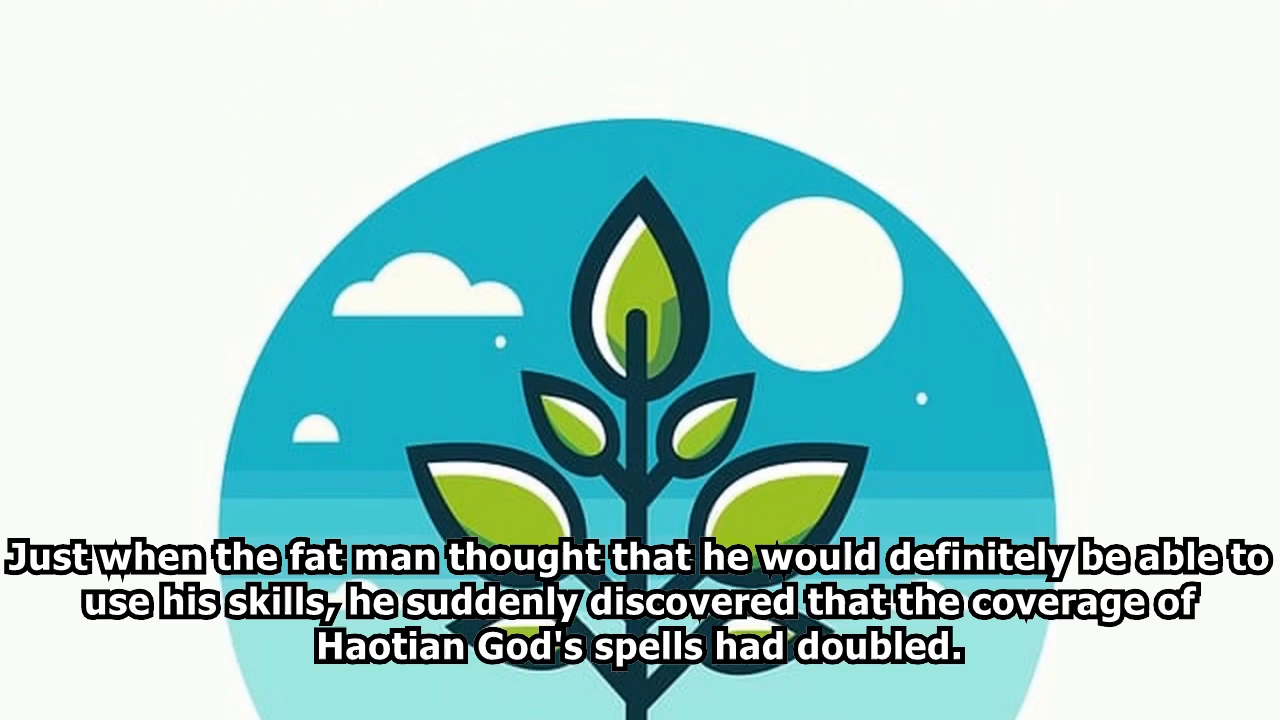 Just when the fat man thought that he would definitely be able to
use his skills, he suddenly discovered that the coverage of
Haotian God's spells had doubled.